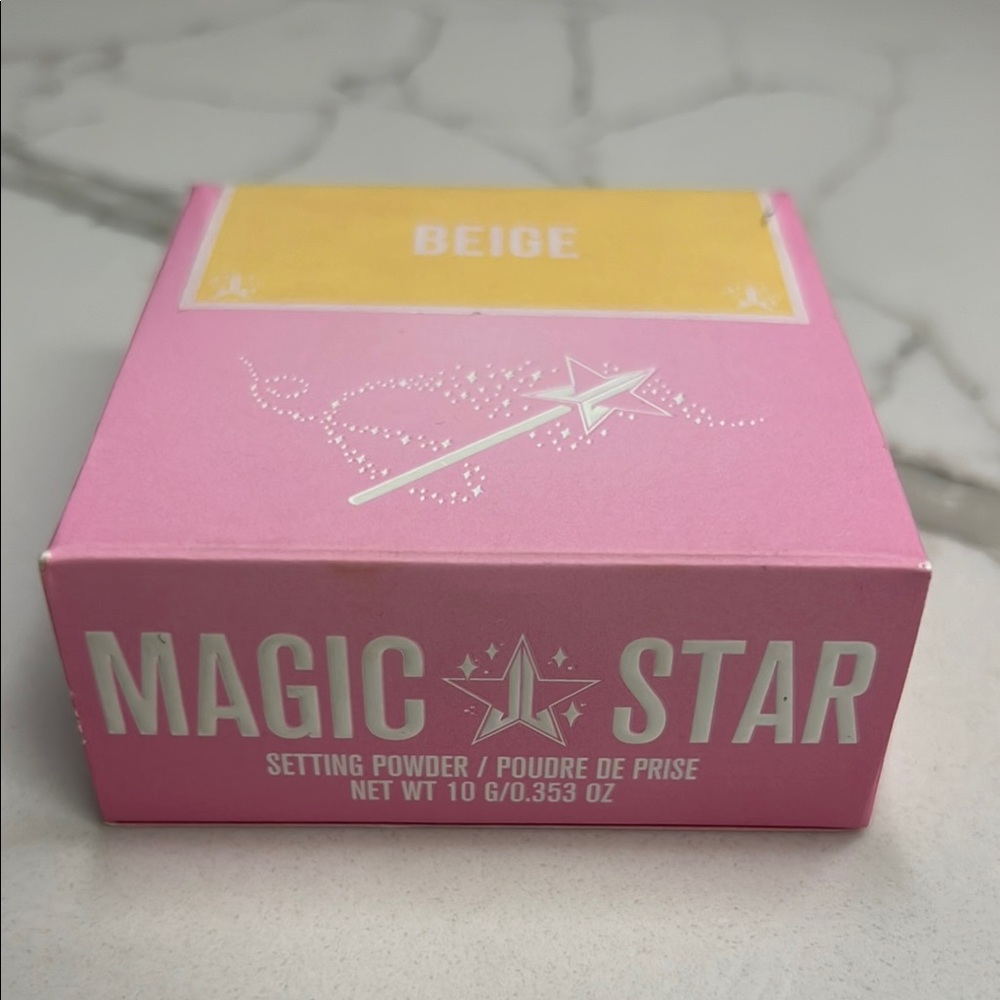 BEIGE
MAGIC STAR
SETTING POWDER / POUDRE DE PRISE
NET WT 10 G/0.353 OZ